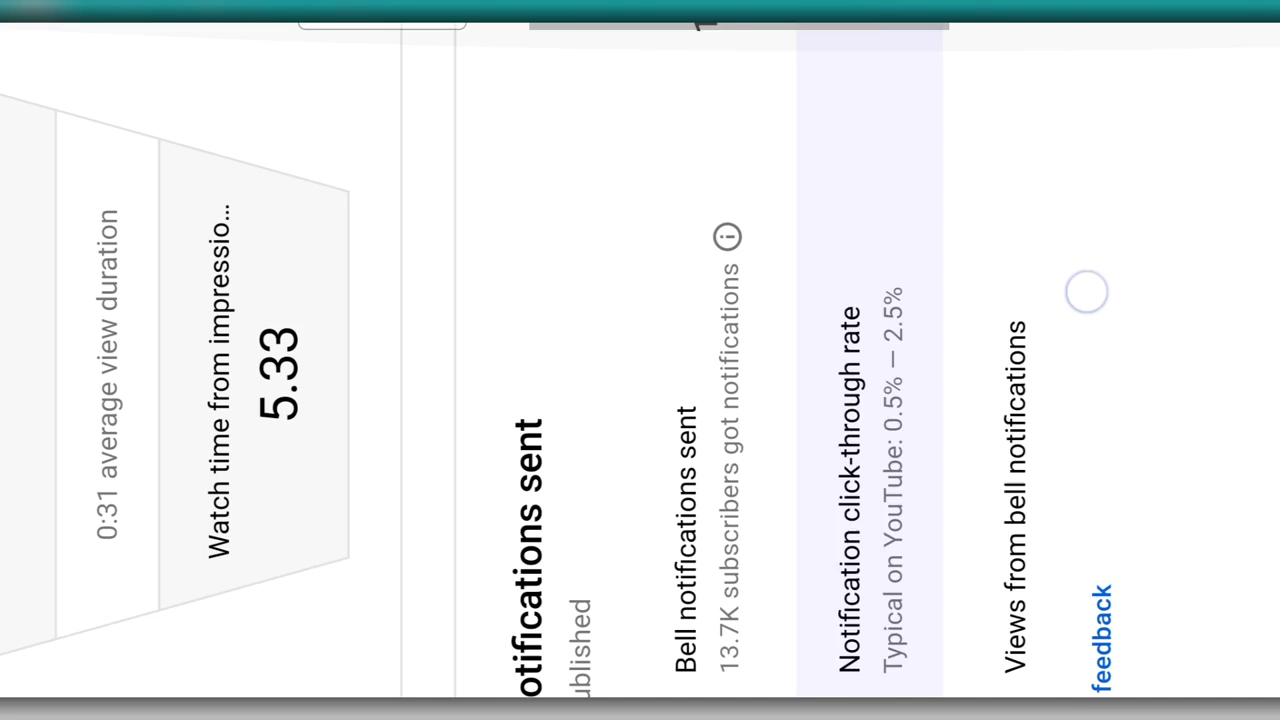 0:31 average view duration
Watch time from impressio...
5.33
otifications sent
ublished
Bell notifications sent
13.7K subscribers got notifications
Notification click-through rate
Typical on YouTube: 0.5% – 2.5%
Views from bell notifications
feedback